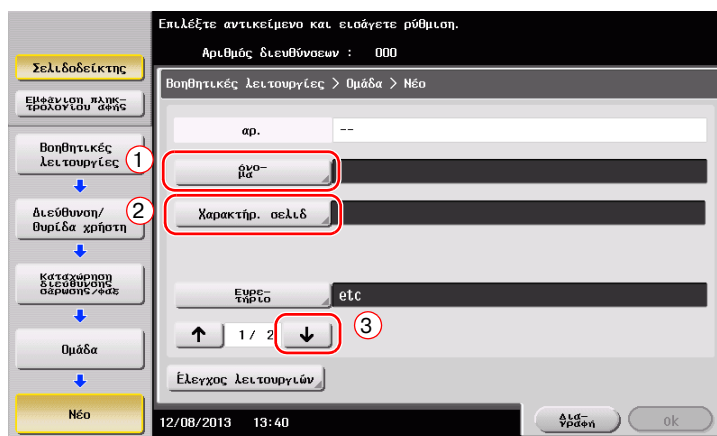 Επιλέξτε αντικείμενο και εισάγετε ρύθμιση.
Αριθμός διευθύνσεων : 000
Σελιδοδείκτης
Εμφάνιση πληκ-
τρολογίου αφής
Βοηθητικές λειτουργίες > Ομάδα > Νέο
αρ. --
Βοηθητικές
λειτουργίες
1
όνο-
μα
Διεύθυνση/
Θυρίδα χρήστη
2
Χαρακτήρ. σελιδ
Καταχώρηση
διεύθυνσης
σάρωσης/φαξ
Ευρε-
τήριο
etc
↑ 1/ 2 ↓
3
Ομάδα
Έλεγχος λειτουργιών
Νέο
12/08/2013 13:40
Δια-
γραφή
ok